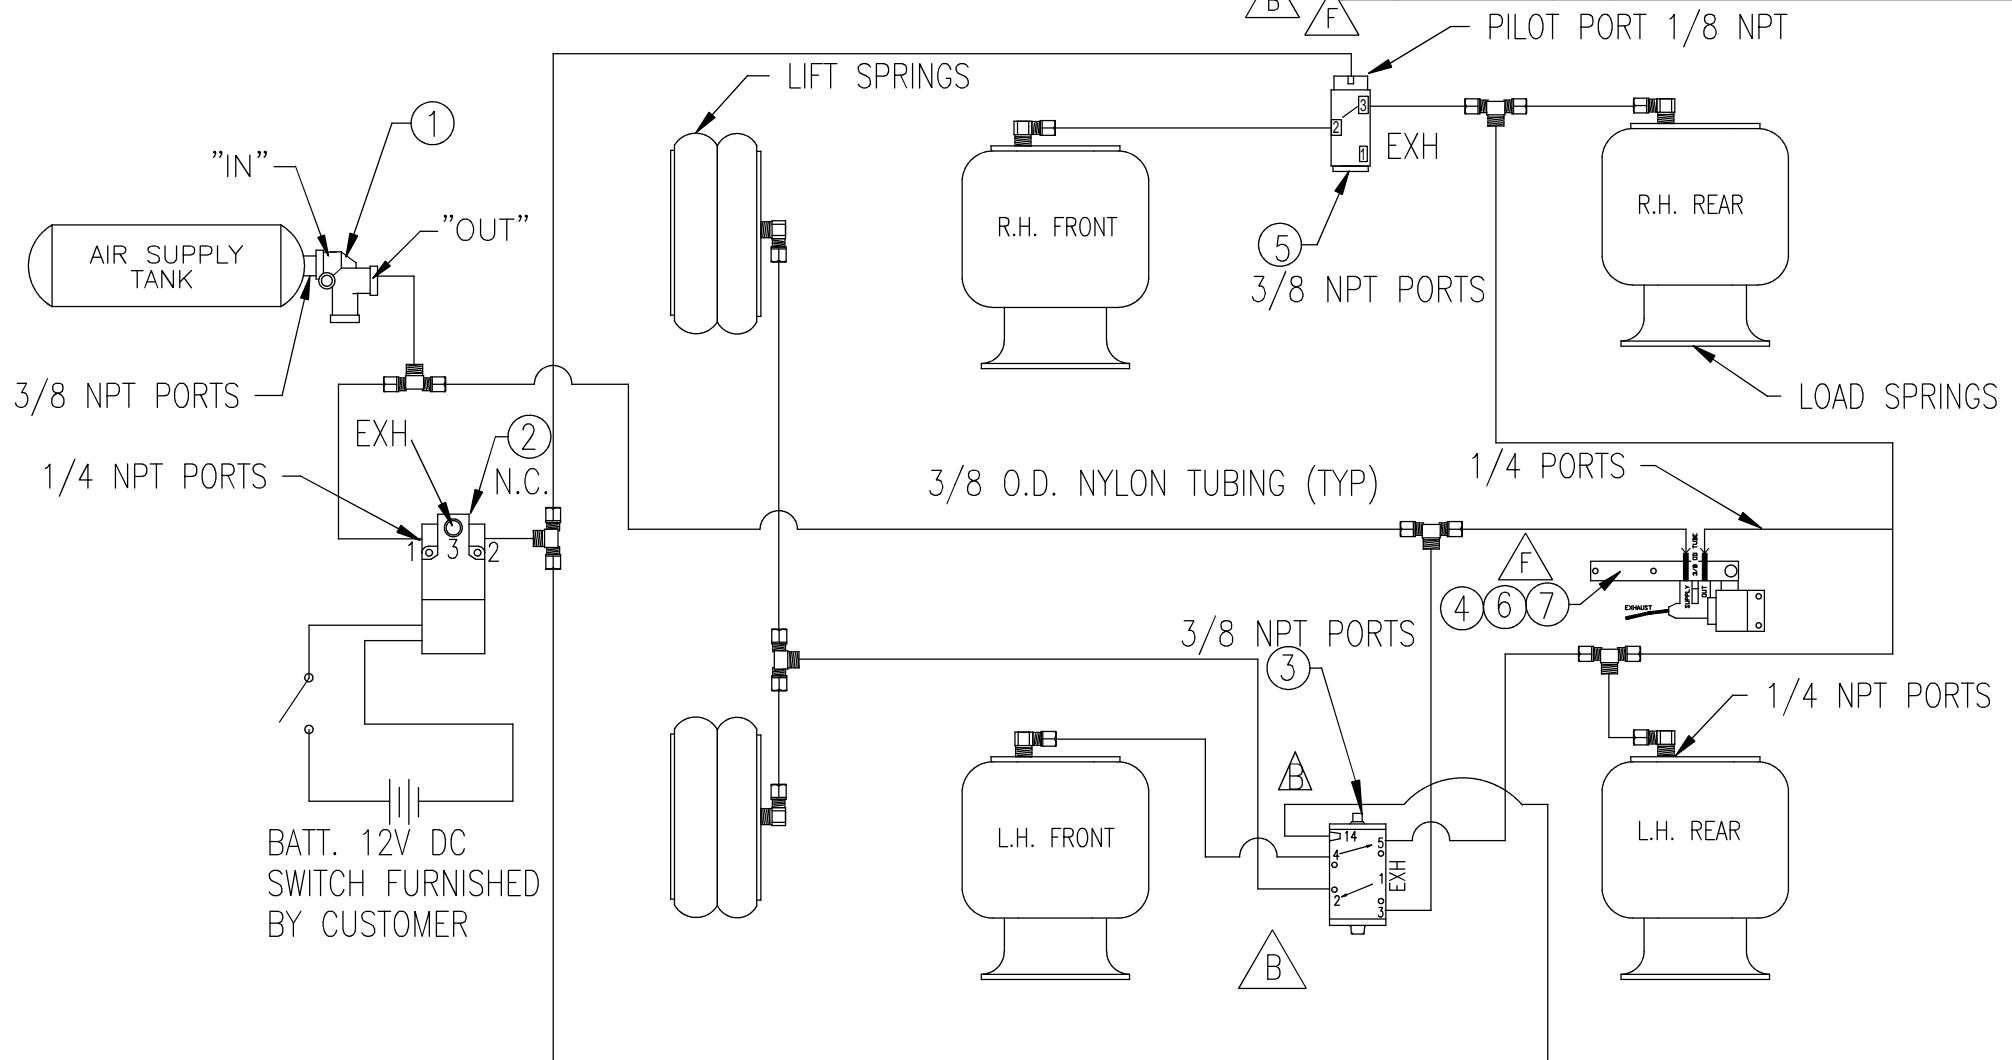 B
F
PILOT PORT 1/8 NPT
LIFT SPRINGS
1
3
2
1
EXH
"IN"
R.H. FRONT
R.H. REAR
"OUT"
5
AIR SUPPLY
TANK
3/8 NPT PORTS
3/8 NPT PORTS
LOAD SPRINGS
EXH
2
1/4 NPT PORTS
N.C.
3/8 O.D. NYLON TUBING (TYP)
1/4 PORTS
1
3
2
F
3/8 OD TUBE
4
6
7
EXHAUST
SUPPLY
OUT
3/8 NPT PORTS
3
1/4 NPT PORTS
B
L.H. FRONT
14
4
5
1
2
3
EXH
L.H. REAR
BATT. 12V DC
SWITCH FURNISHED
BY CUSTOMER
B